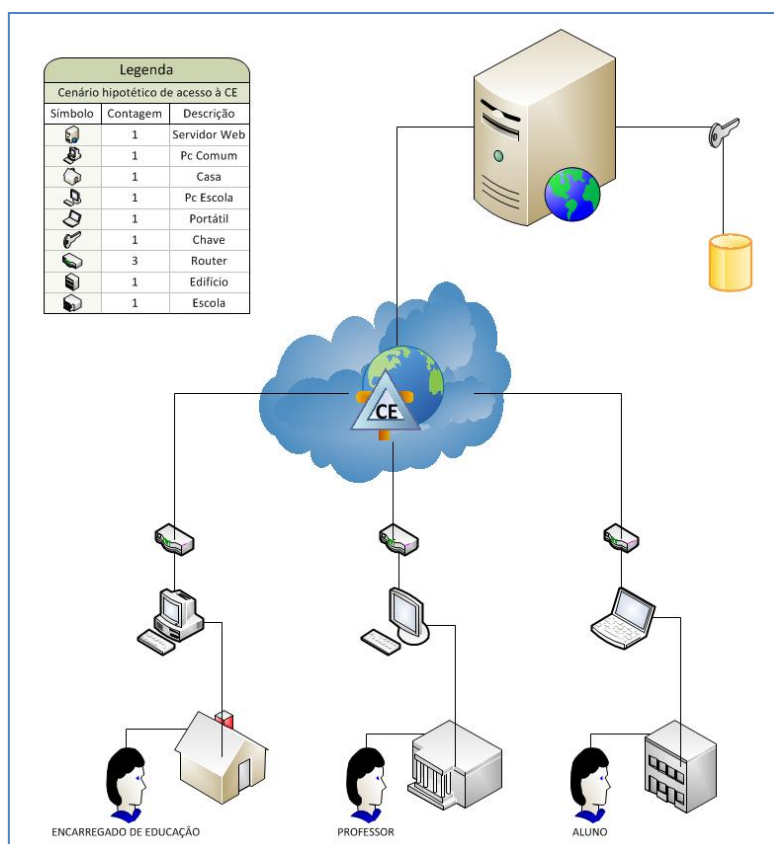 Legenda
Cenário hipotético de acesso à CE
Símbolo Contagem Descrição
1 Servidor Web
1 Pc Comum
1 Casa
1 Pc Escola
1 Portátil
1 Chave
3 Router
1 Edifício
1 Escola
CE
ENCARREGADO DE EDUCAÇÃO
PROFESSOR
ALUNO